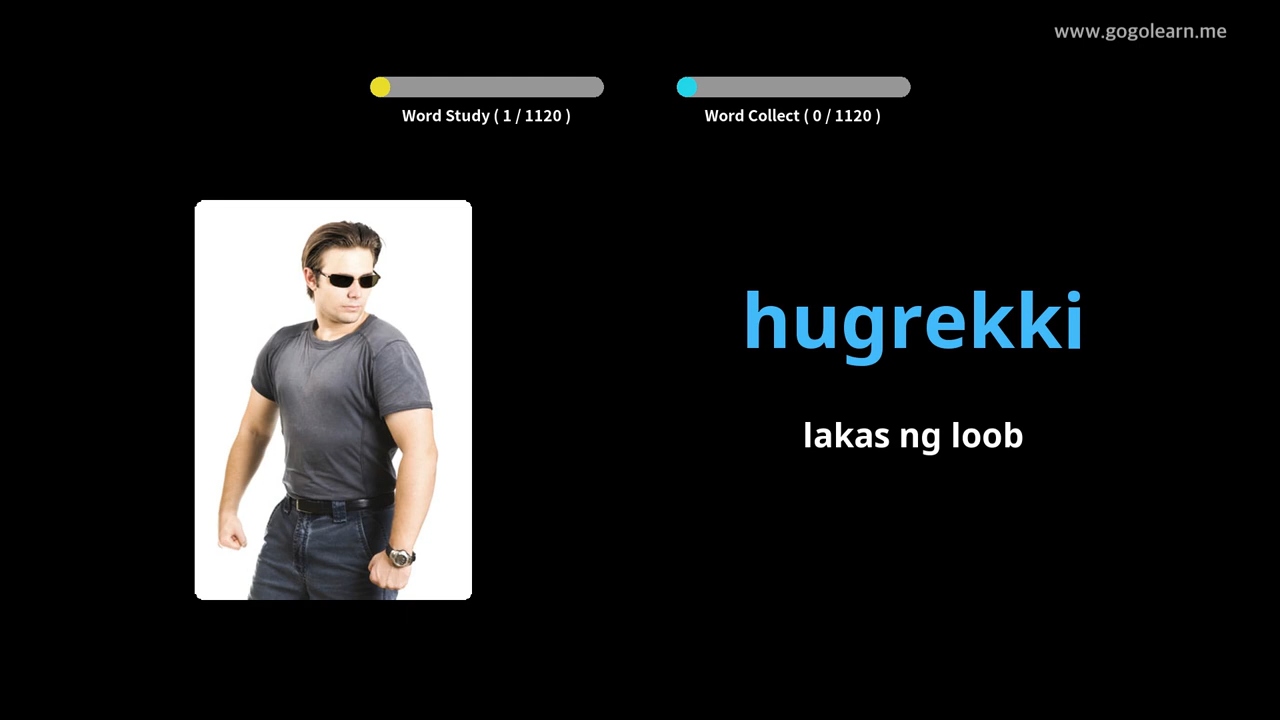 www.gogolearn.me
Word Study ( 1 / 1120 )
Word Collect ( 0 / 1120 )
hugrekki
lakas ng loob